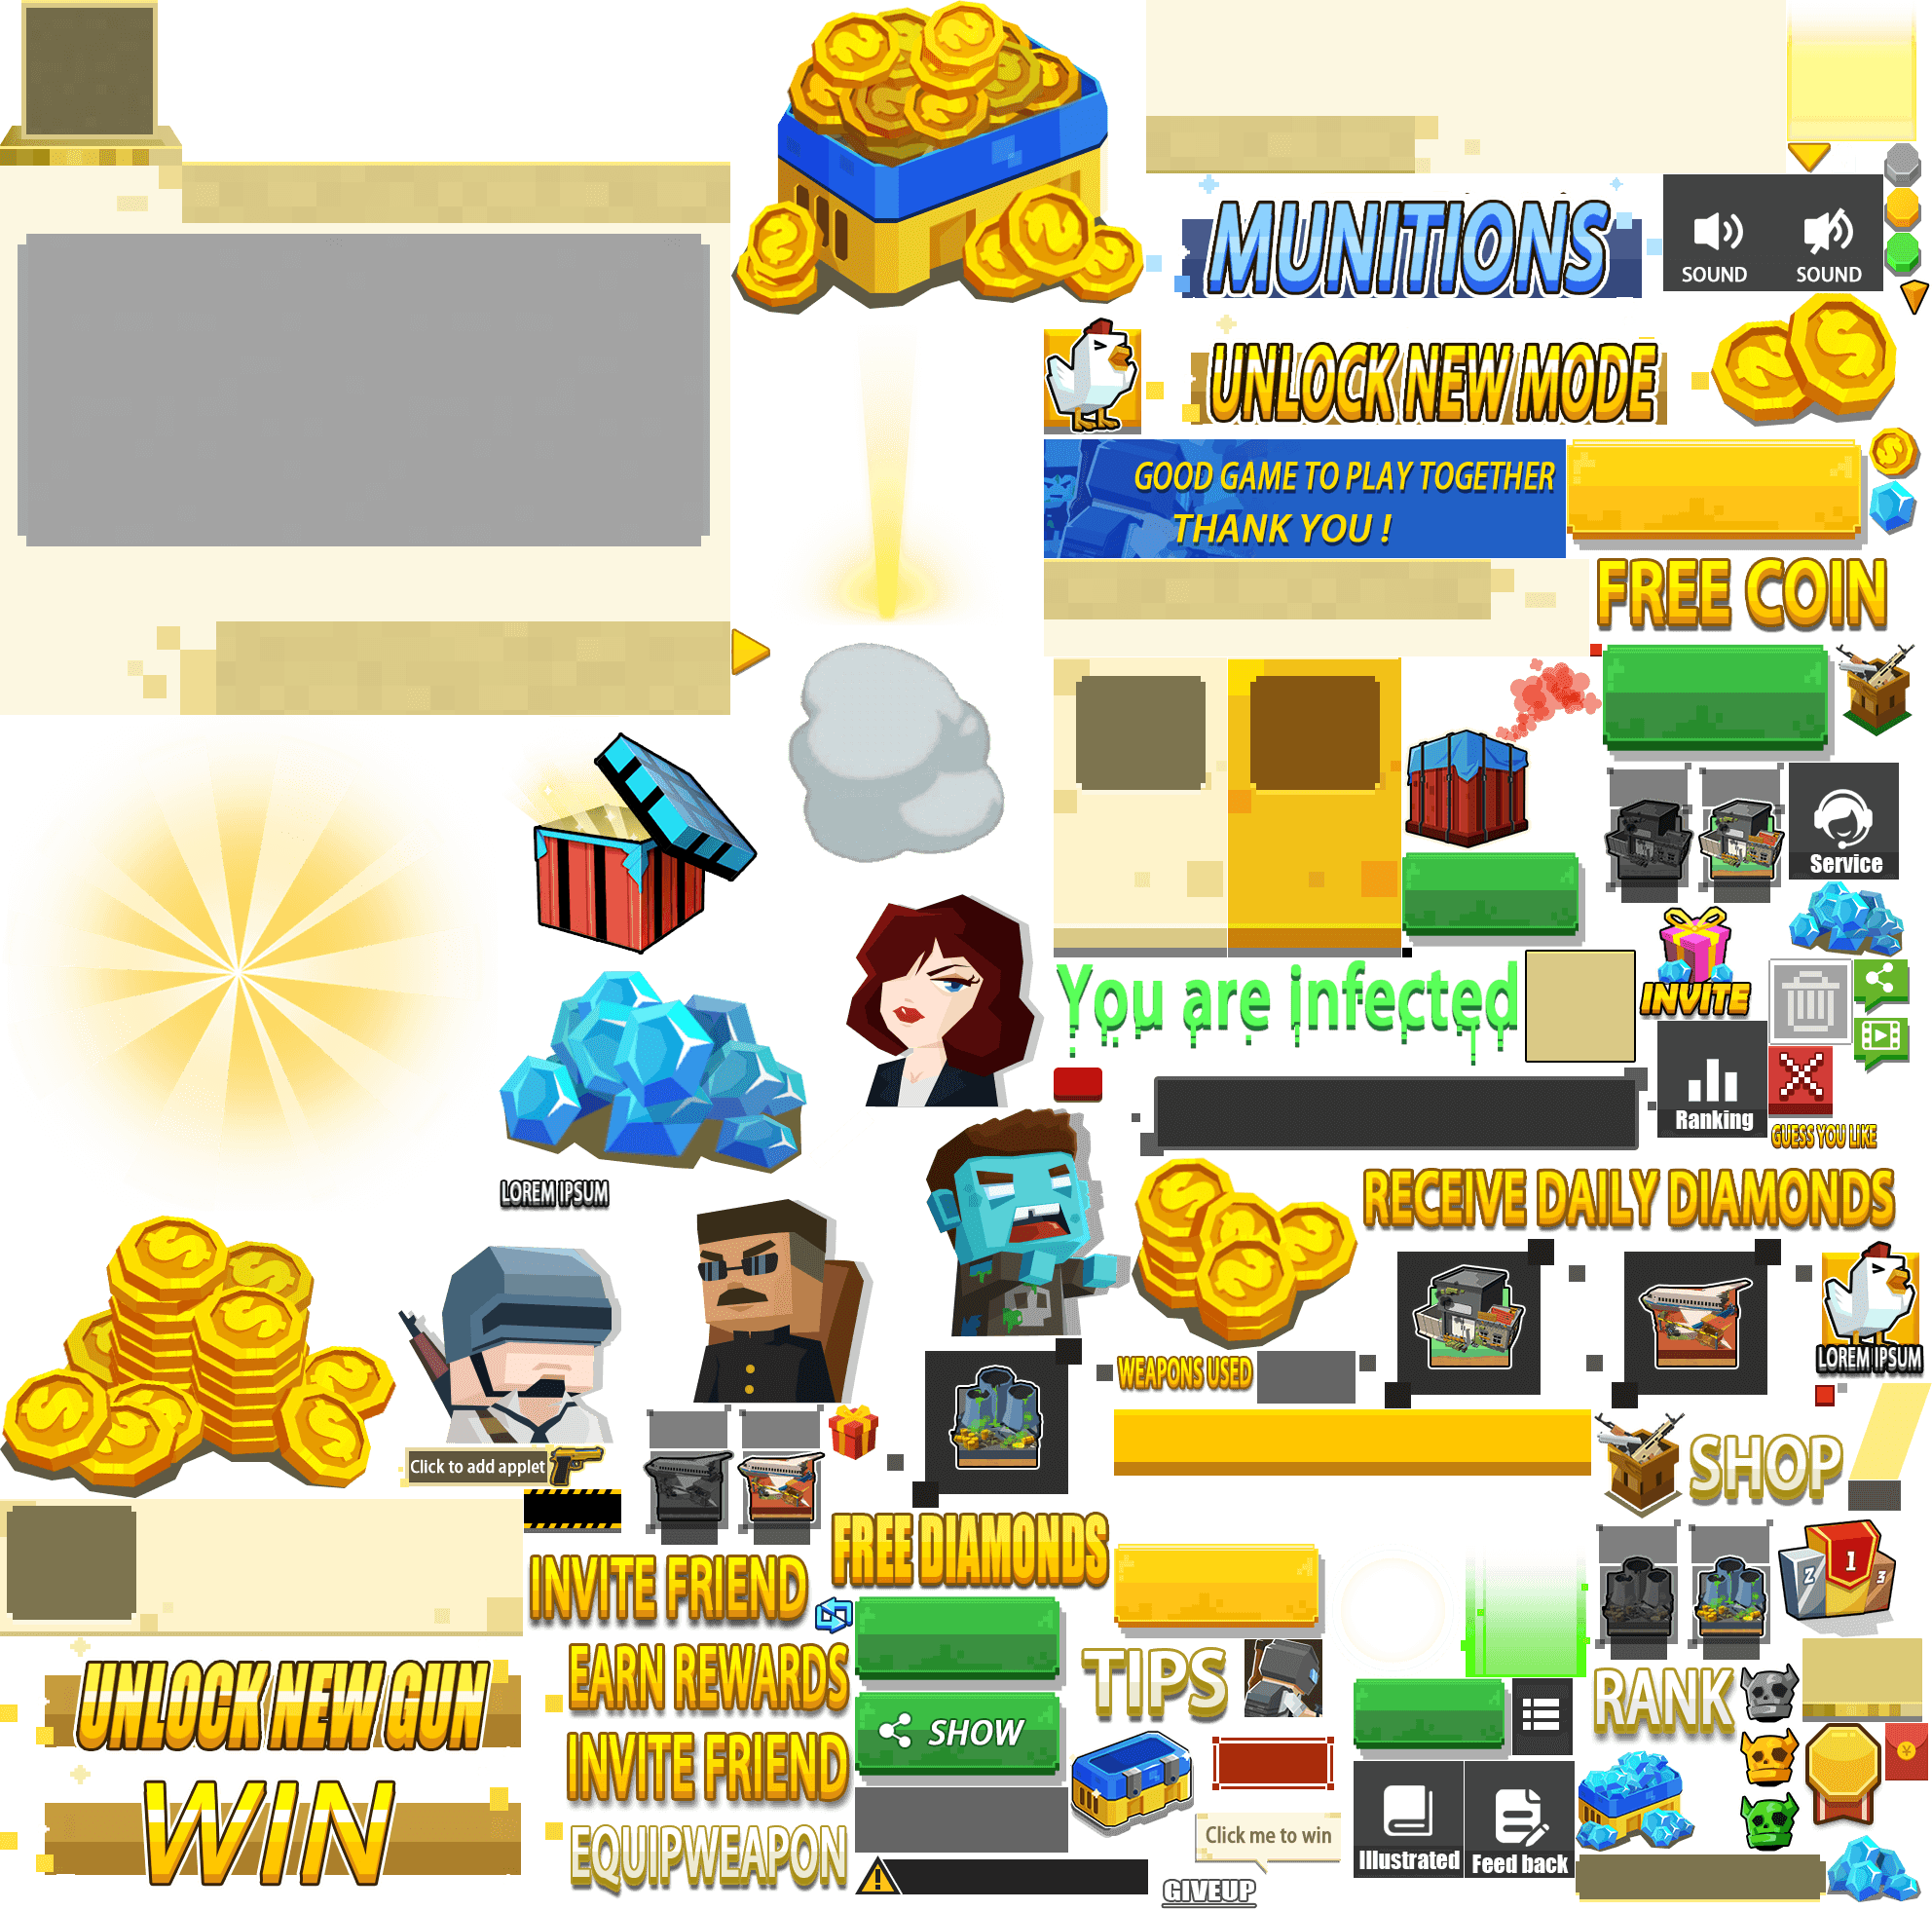 MUNITIONS
SOUND
SOUND
UNLOCK NEW MODE
GOOD GAME TO PLAY TOGETHER
THANK YOU !
FREE COIN
Service
You are infected
INVITE
Ranking
GUESS YOU LIKE
RECEIVE DAILY DIAMONDS
LOREM IPSUM
WEAPONS USED
LOREM IPSUM
Click to add applet
SHOP
FREE DIAMONDS
INVITE FRIEND
2
1
3
EARN REWARDS
TIPS
RANK
UNLOCK NEW GUN
SHOW
INVITE FRIEND
¥
WIN
EQUIPWEAPON
Click me to win
Illustrated
Feed back
GIVEUP